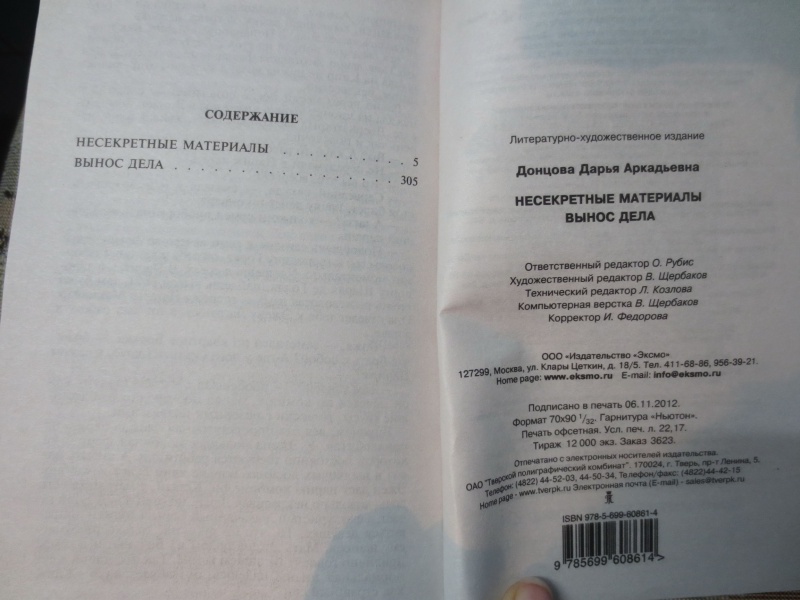 СОДЕРЖАНИЕ
НЕСЕКРЕТНЫЕ МАТЕРИАЛЫ . . . . . . . . . . 5
ВЫНОС ДЕЛА . . . . . . . . . . . . . . . . . . 305
Литературно-художественное издание
Донцова Дарья Аркадьевна
НЕСЕКРЕТНЫЕ МАТЕРИАЛЫ
ВЫНОС ДЕЛА
Ответственный редактор О. Рубис
Художественный редактор В. Щербаков
Технический редактор Л. Козлова
Компьютерная верстка В. Щербаков
Корректор И. Федорова
ООО «Издательство «Эксмо»
127299, Москва, ул. Клары Цеткин, д. 18/5. Тел. 411-68-86, 956-39-21.
Home page: www.eksmo.ru E-mail: info@eksmo.ru
Подписано в печать 06.11.2012.
Формат 70x90 1/32. Гарнитура «Ньютон».
Печать офсетная. Усл. печ. л. 22,17.
Тираж 12 000 экз. Заказ 3623.
Отпечатано с электронных носителей издательства.
ОАО "Тверской полиграфический комбинат". 170024, г. Тверь, пр-т Ленина, 5.
Телефон: (4822) 44-52-03, 44-50-34, Телефон/факс: (4822)44-42-15
Home page - www.tverpk.ru Электронная почта (E-mail) - sales@tverpk.ru
ISBN 978-5-699-60861-4
9 785699 608614 >